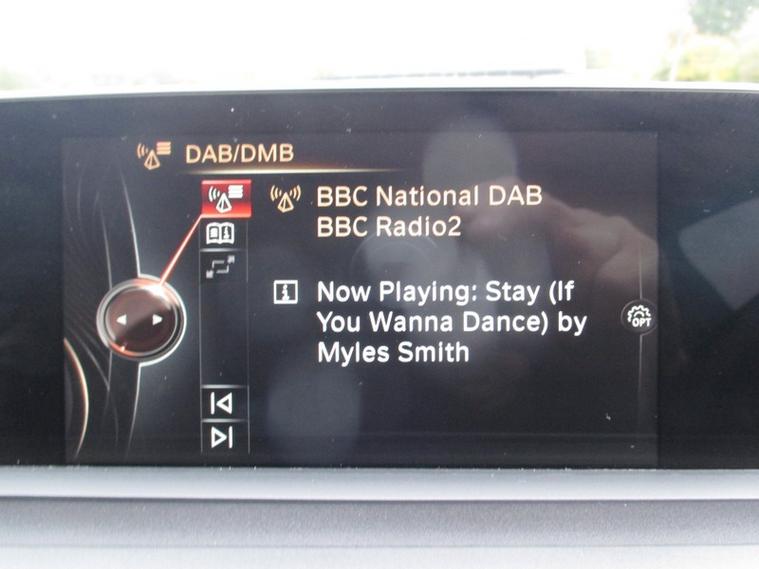 DAB/DMB
BBC National DAB
BBC Radio2
Now Playing: Stay (If
You Wanna Dance) by
Myles Smith
OPT